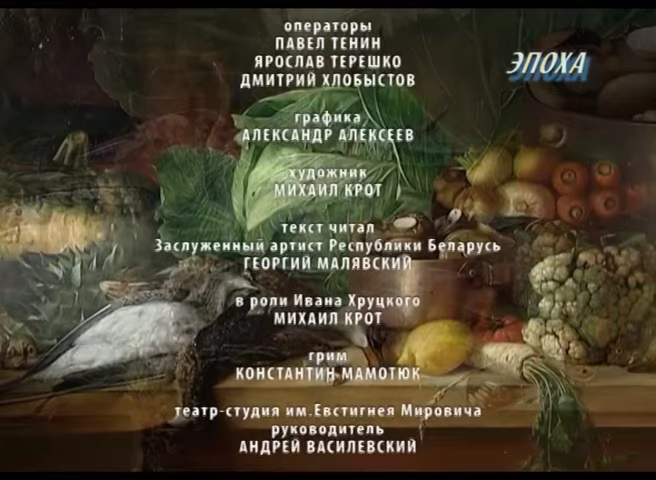 операторы
ПАВЕЛ ТЕНИН
ЯРОСЛАВ ТЕРЕШКО
ДМИТРИЙ ХЛОБЫСТОВ
ЭПОХА
графика
АЛЕКСАНДР АЛЕКСЕЕВ
художник
МИХАИЛ КРОТ
текст читал
Заслуженный артист Республики Беларусь
ГЕОРГИЙ МАЛЯВСКИЙ
в роли Ивана Хруцкого
МИХАИЛ КРОТ
грим
КОНСТАНТИН МАМОТЮК
театр-студия им.Евстигнея Мировича
руководитель
АНДРЕЙ ВАСИЛЕВСКИЙ